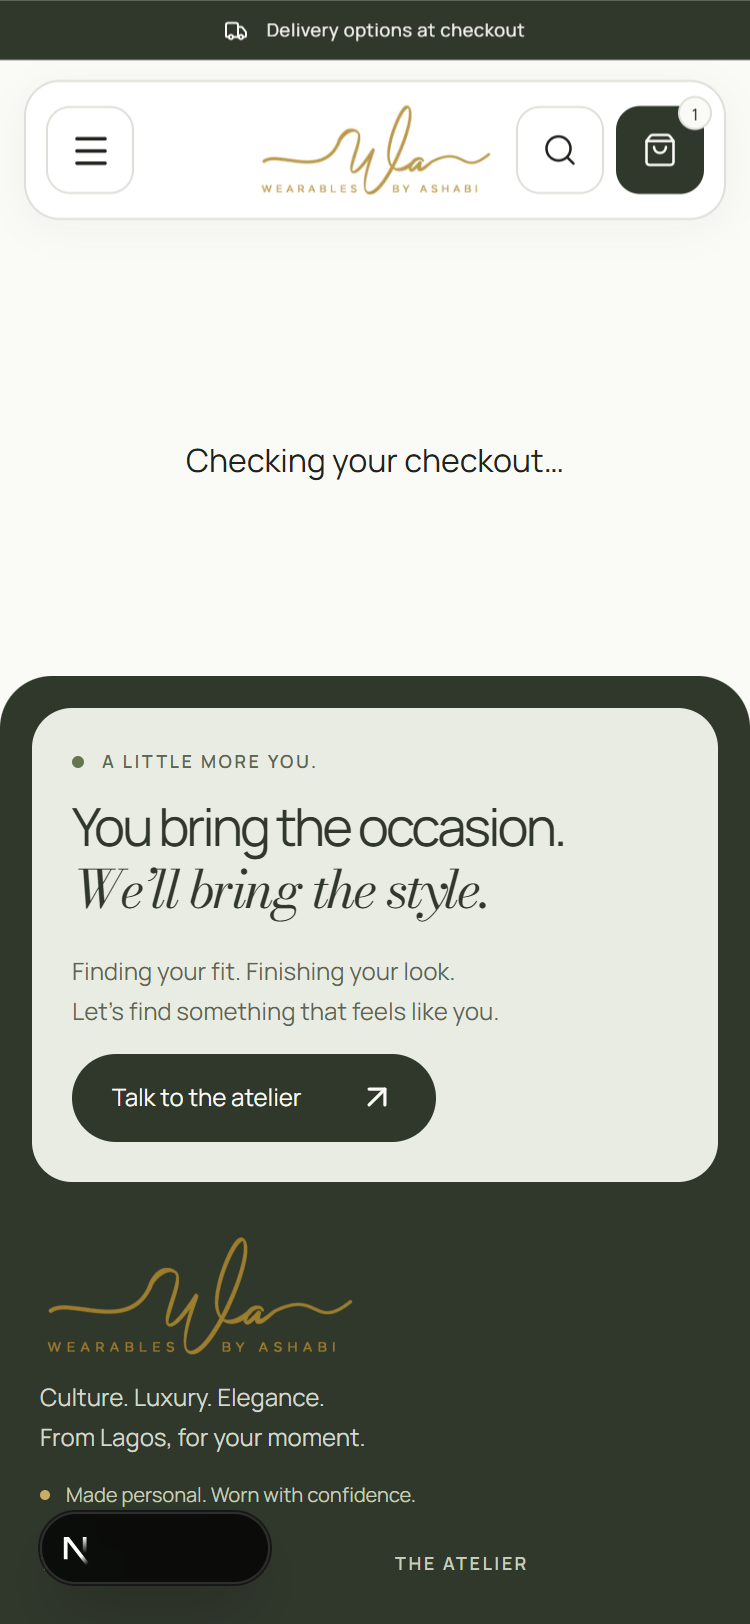 Delivery options at checkout
Wa
WEARABLES BY ASHABI
1
Checking your checkout...
A LITTLE MORE YOU.
You bring the occasion.
We’ll bring the style.
Finding your fit. Finishing your look.
Let’s find something that feels like you.
Talk to the atelier
Wa
WEARABLES BY ASHABI
Culture. Luxury. Elegance.
From Lagos, for your moment.
Made personal. Worn with confidence.
N
THE ATELIER